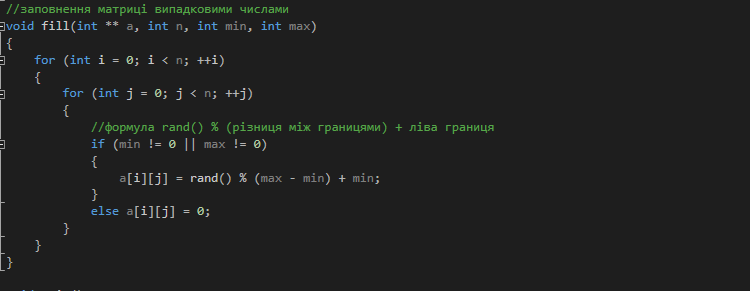 //заповнення матриці випадковими числами
void fill(int ** a, int n, int min, int max)
{
    for (int i = 0; i < n; ++i)
    {
        for (int j = 0; j < n; ++j)
        {
            //формула rand() % (різниця між границями) + ліва границя
            if (min != 0 || max != 0)
            {
                a[i][j] = rand() % (max - min) + min;
            }
            else a[i][j] = 0;
        }
    }
}